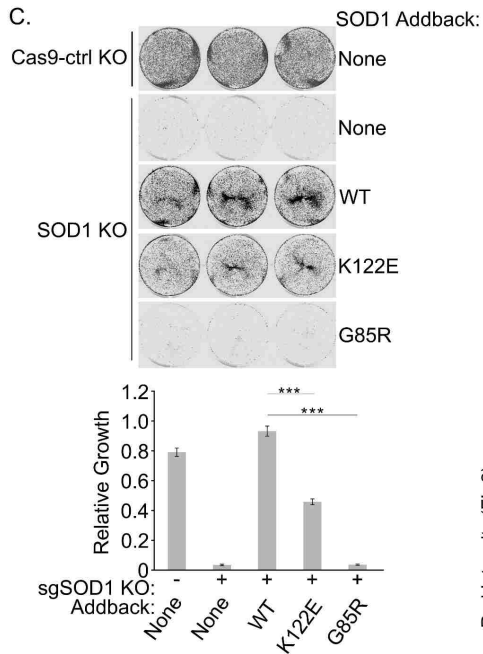 C.
SOD1 Addback:
Cas9-ctrl KO
None
None
WT
SOD1 KO
K122E
G85R
***
***
1.2
1.0
0.8
0.6
0.4
0.2
0
Relative Growth
sgSOD1 KO: - + + + +
Addback: None None WT K122E G85R